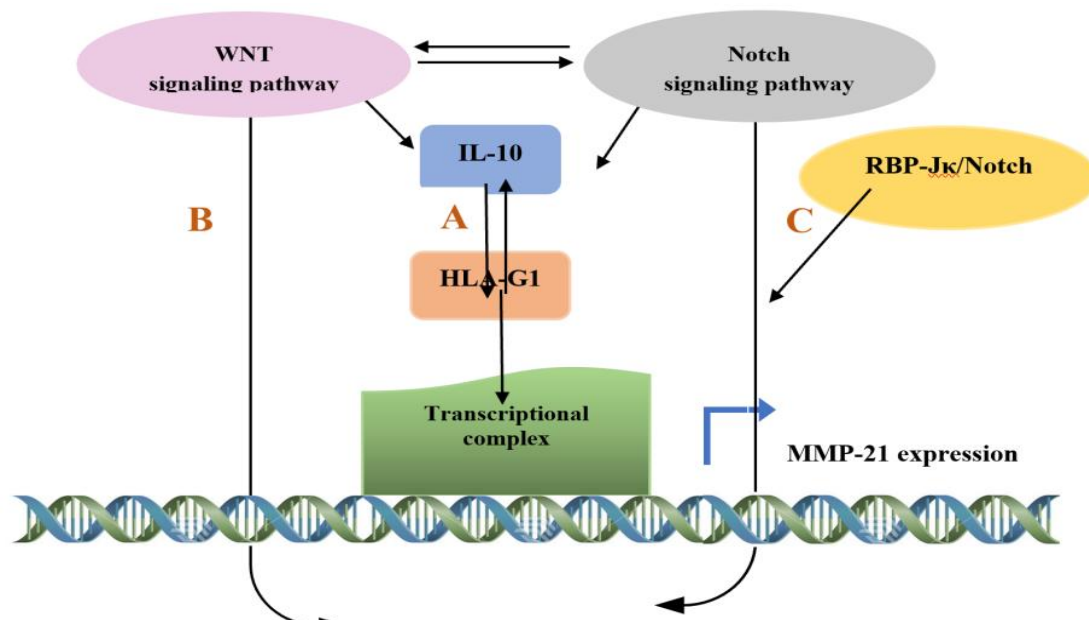 WNT
signaling pathway
Notch
signaling pathway
IL-10
RBP-Jκ/Notch
B
A
C
HLA-G1
Transcriptional
complex
MMP-21 expression